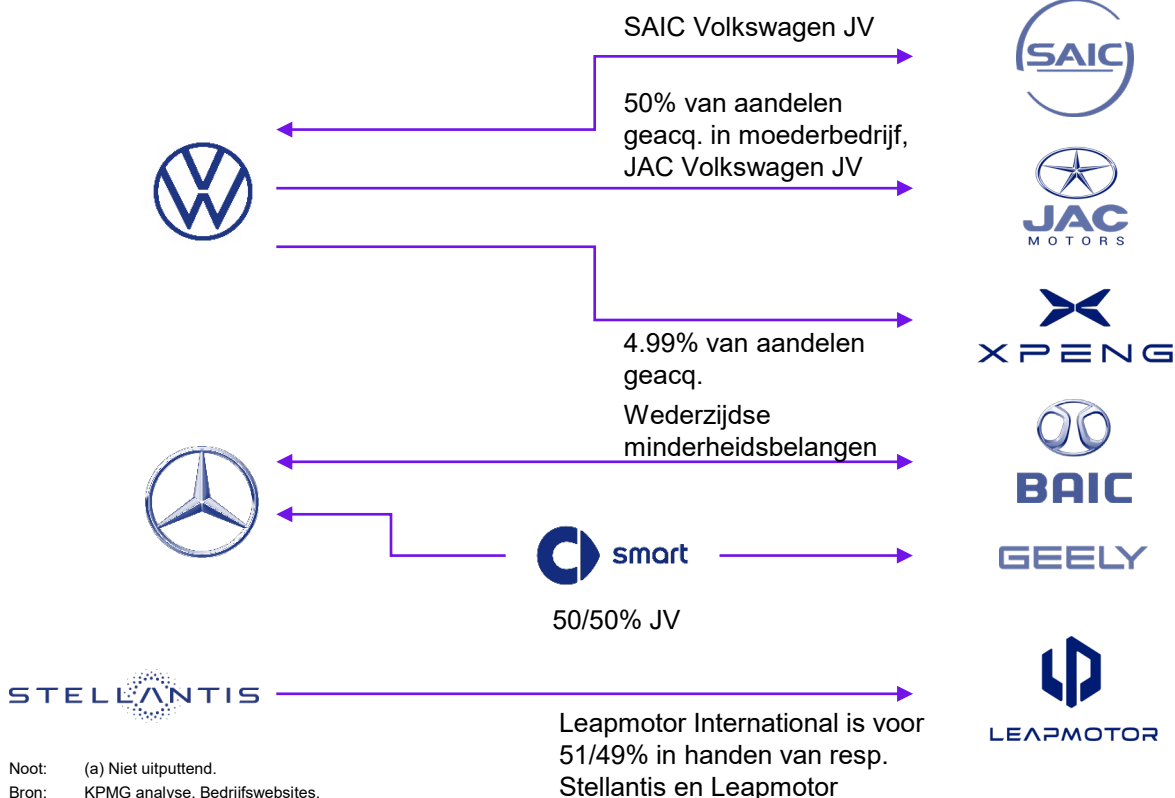 SAIC Volkswagen JV
SAIC
50% van aandelen
geacq. in moederbedrijf,
JAC Volkswagen JV
JAC
MOTORS
XPENG
4.99% van aandelen
geacq.
Wederzijdse
minderheidsbelangen
BAIC
smart
GEELY
50/50% JV
STELLANTIS
LEAPMOTOR
Leapmotor International is voor
51/49% in handen van resp.
Stellantis en Leapmotor
Noot: (a) Niet uitputtend.
Bron: KPMG analyse, Bedrijfswebsites.